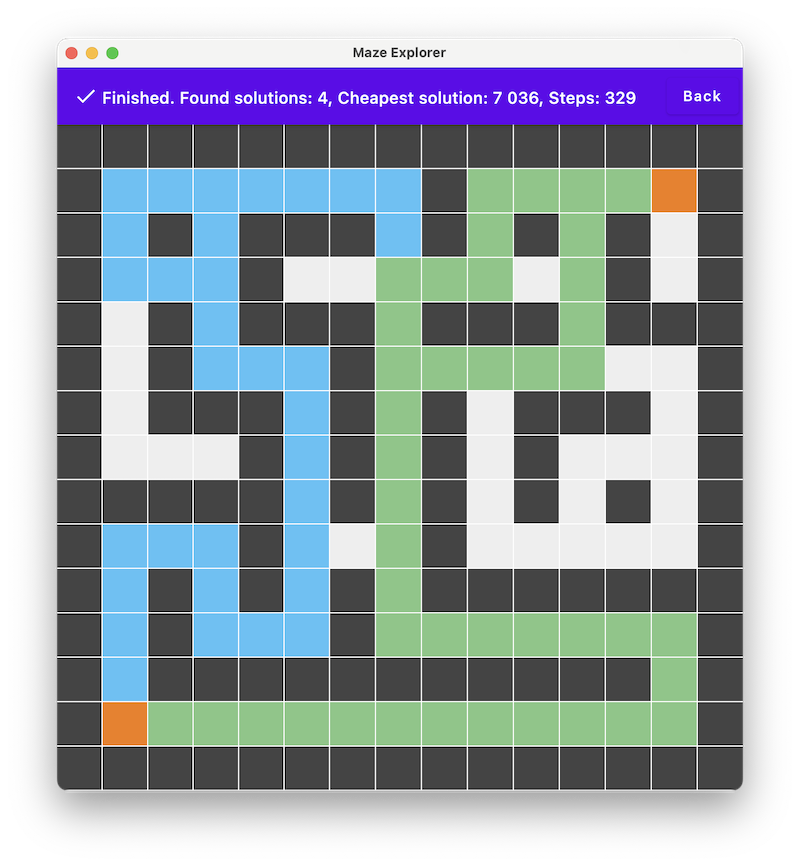 Maze Explorer
Finished. Found solutions: 4, Cheapest solution: 7 036, Steps: 329
Back